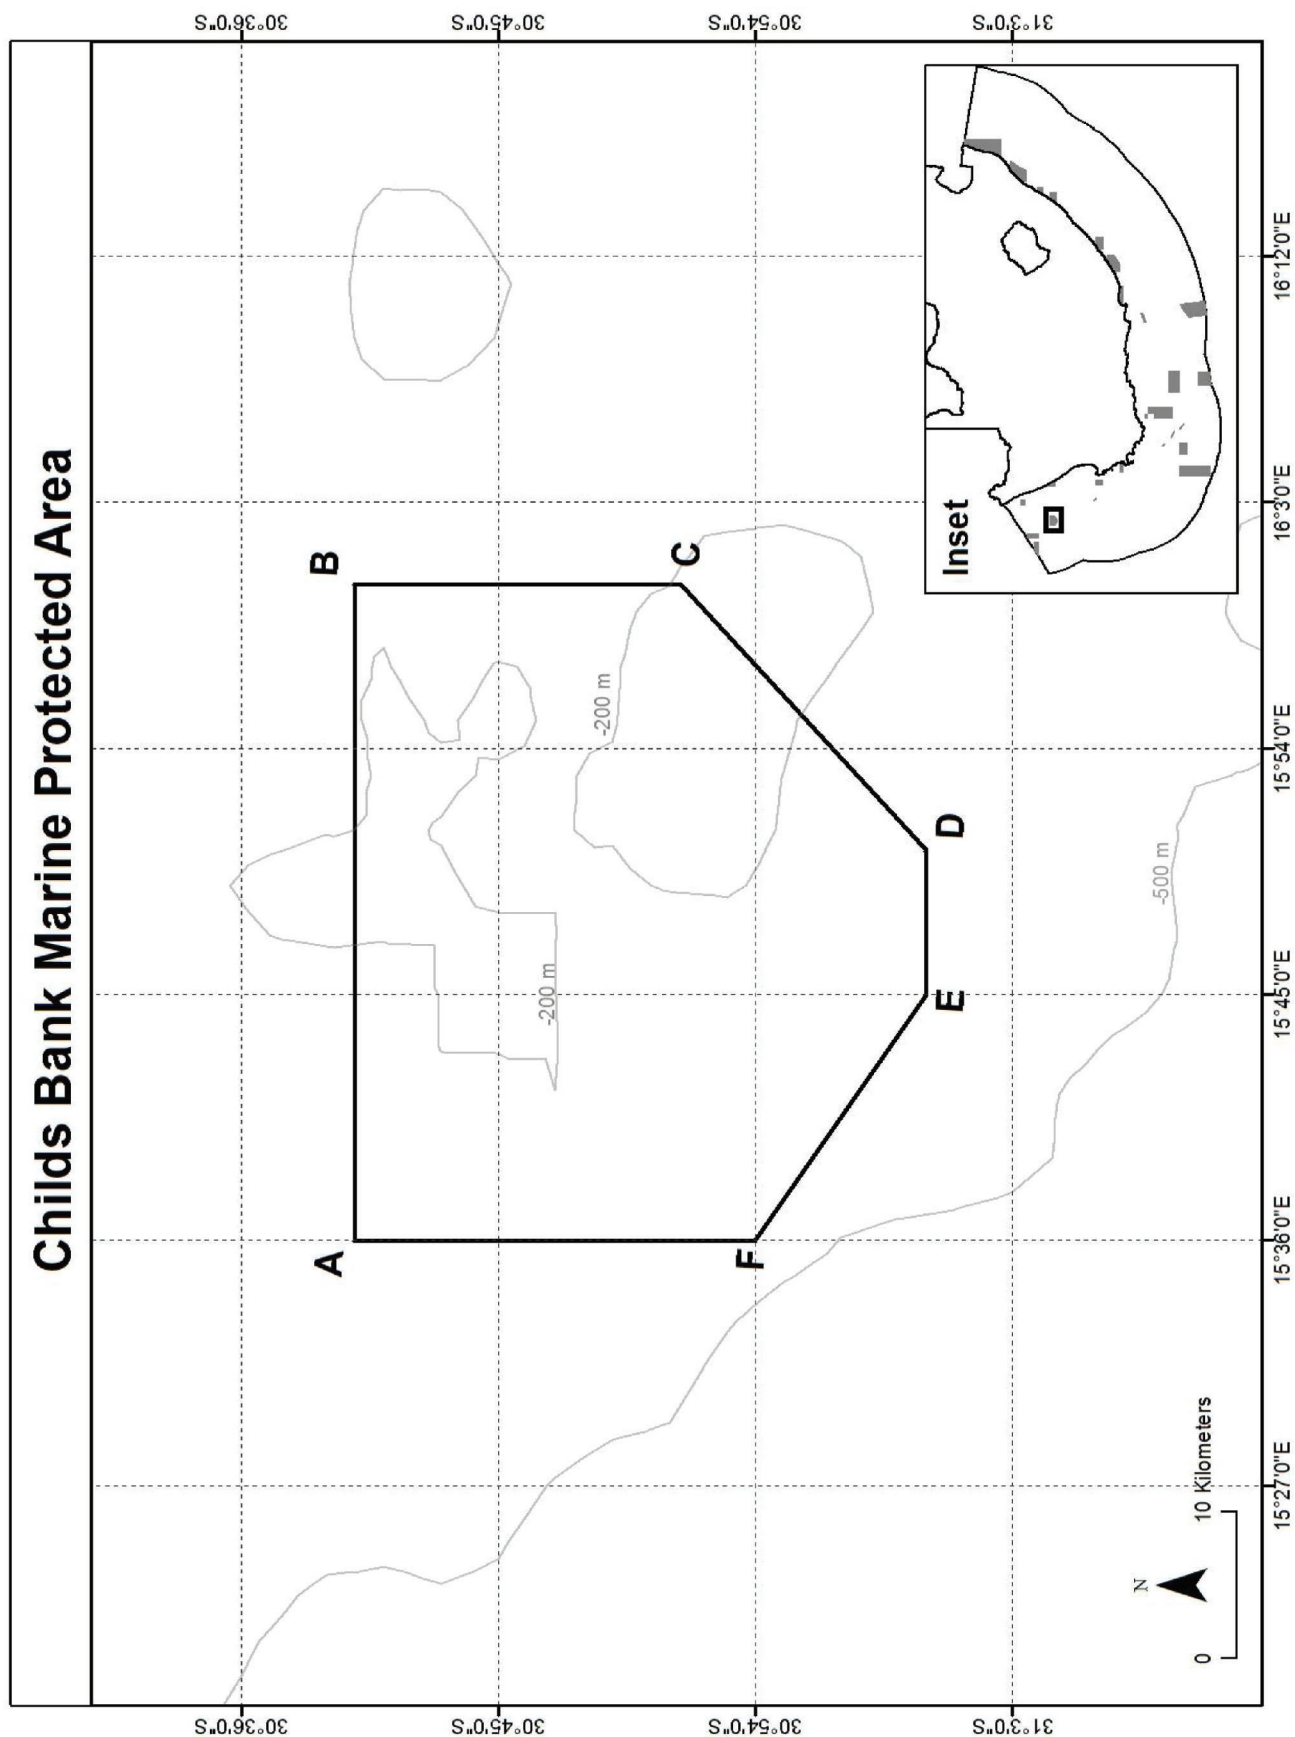 Childs Bank Marine Protected Area
30°36'0"S
30°36'0"S
30°45'0"S
30°45'0"S
30°54'0"S
30°54'0"S
31°3'0"S
31°3'0"S
A
B
C
D
E
F
-200 m
-200 m
-500 m
Inset
N
0
10 Kilometers
15°27'0"E
15°36'0"E
15°45'0"E
15°54'0"E
16°3'0"E
16°12'0"E